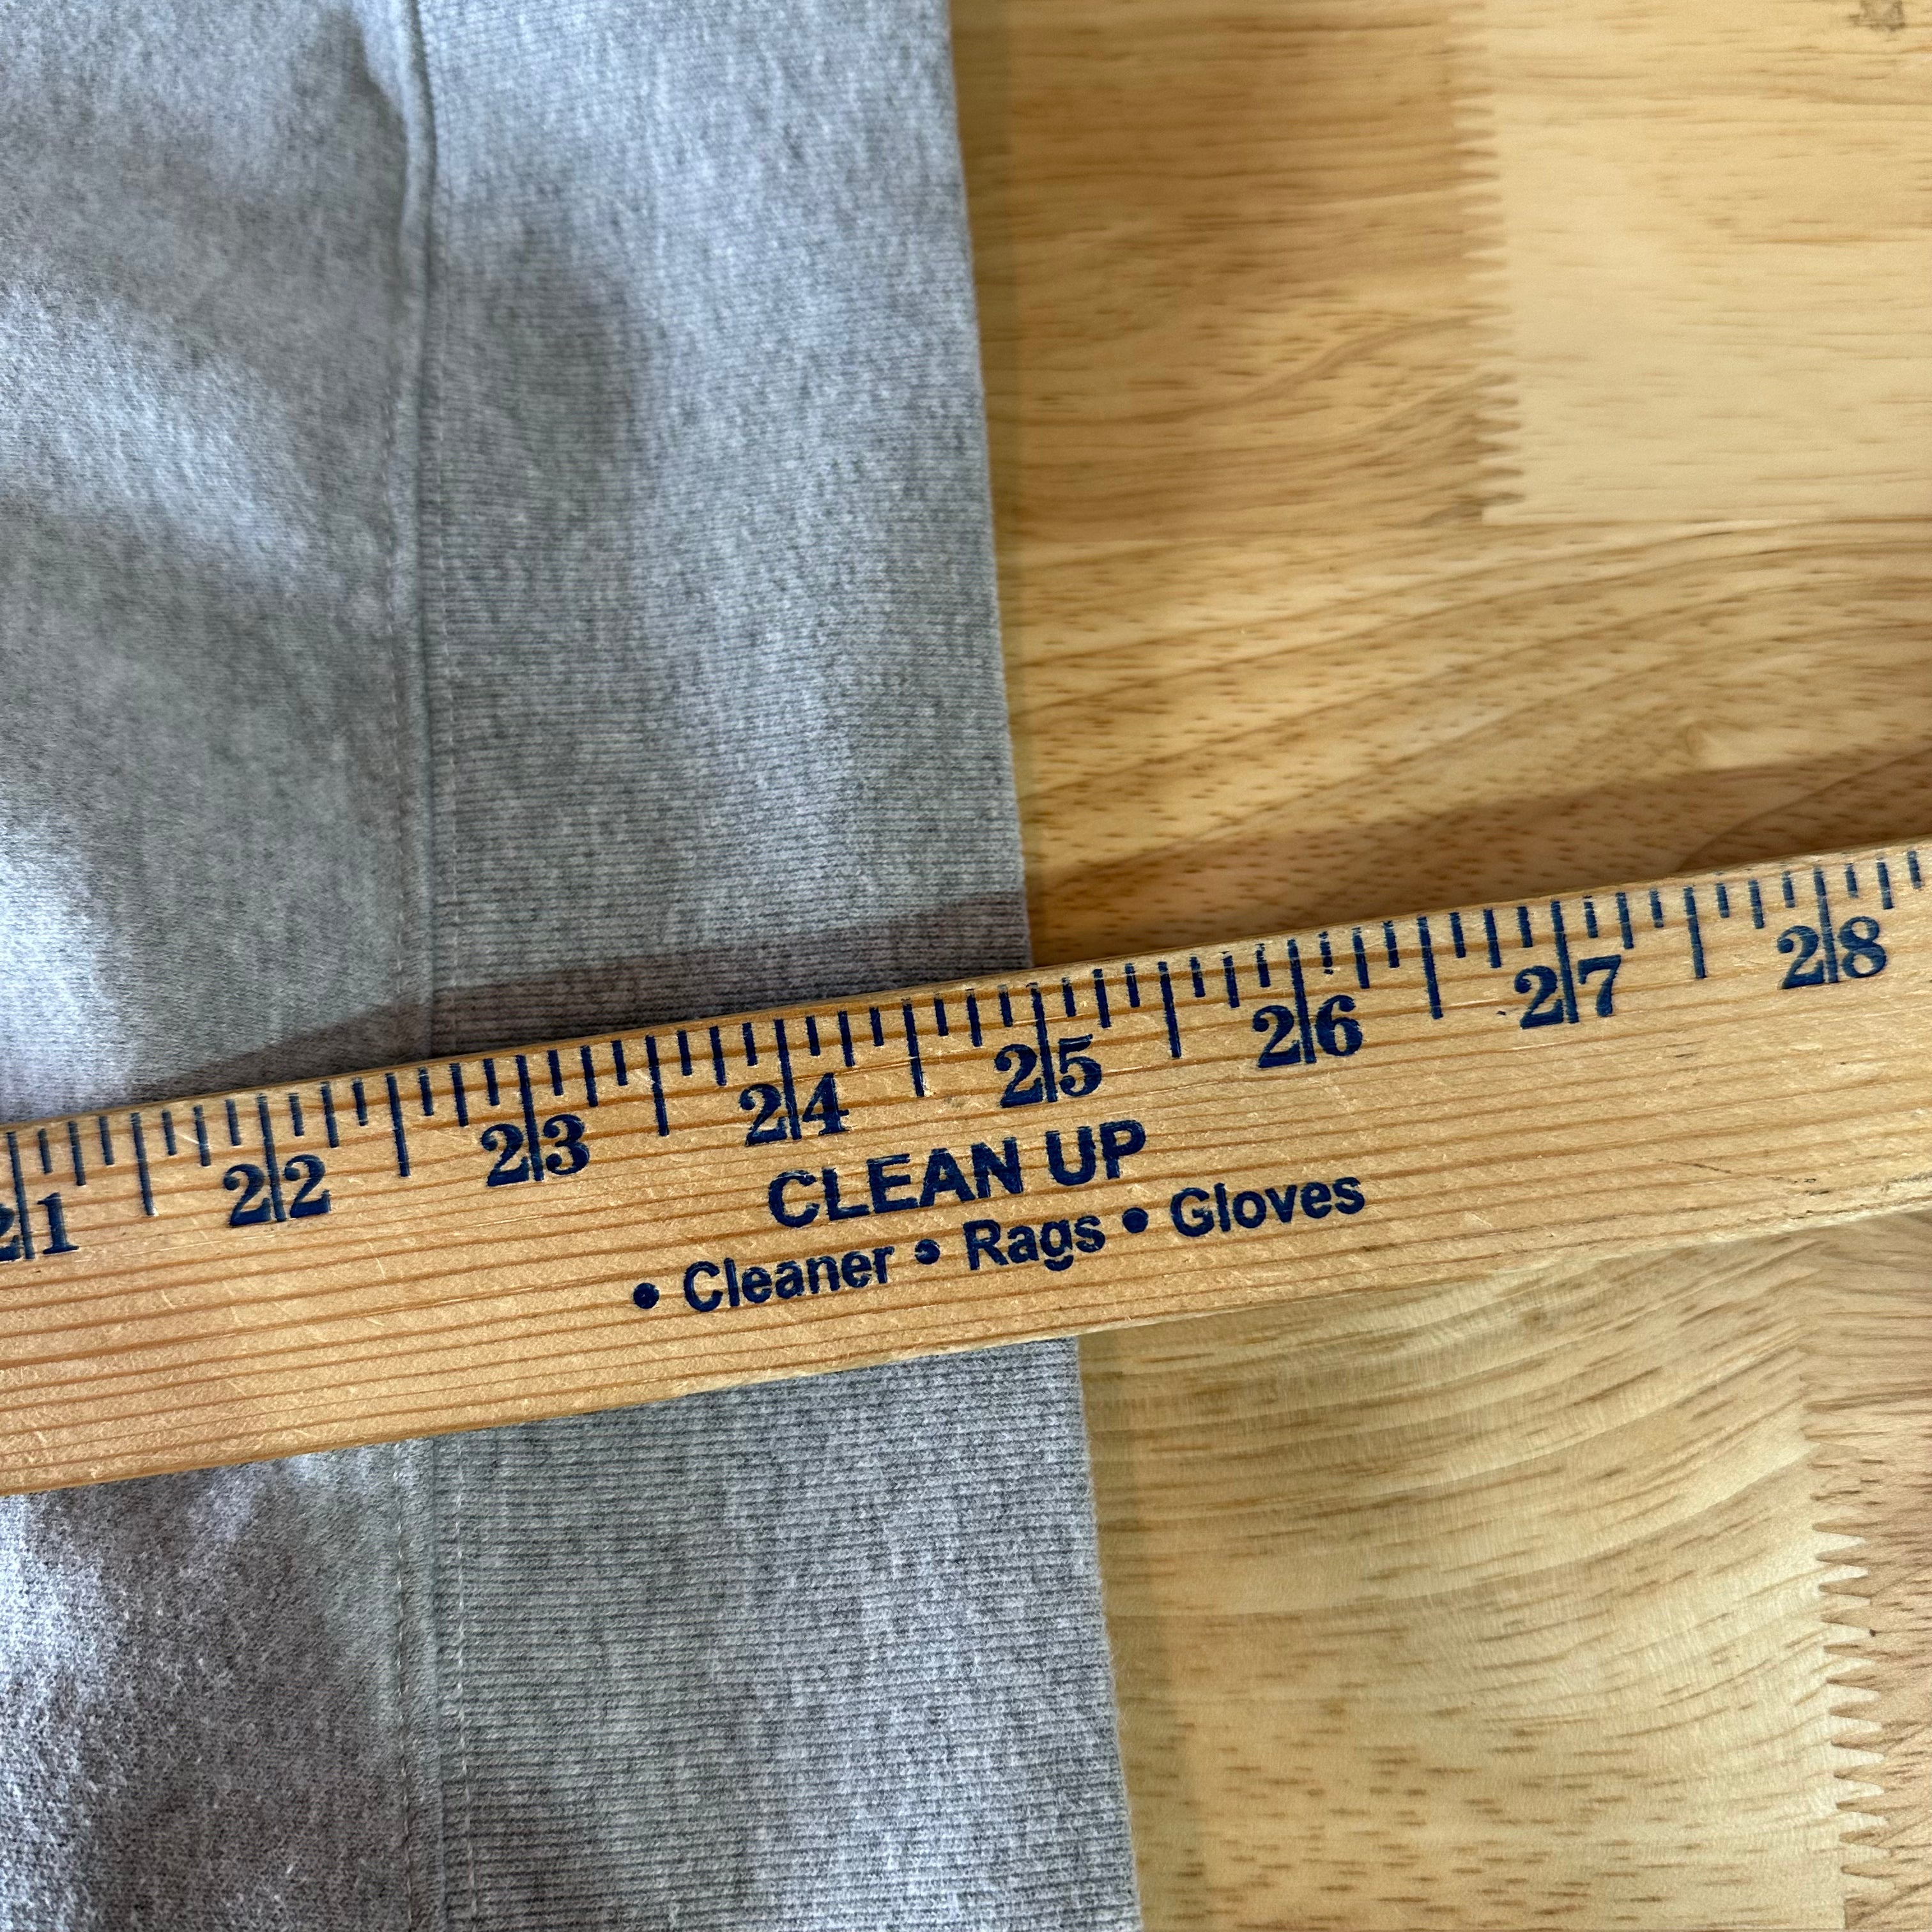 21 22 23 24 25 26 27 28
CLEAN UP
• Cleaner • Rags • Gloves